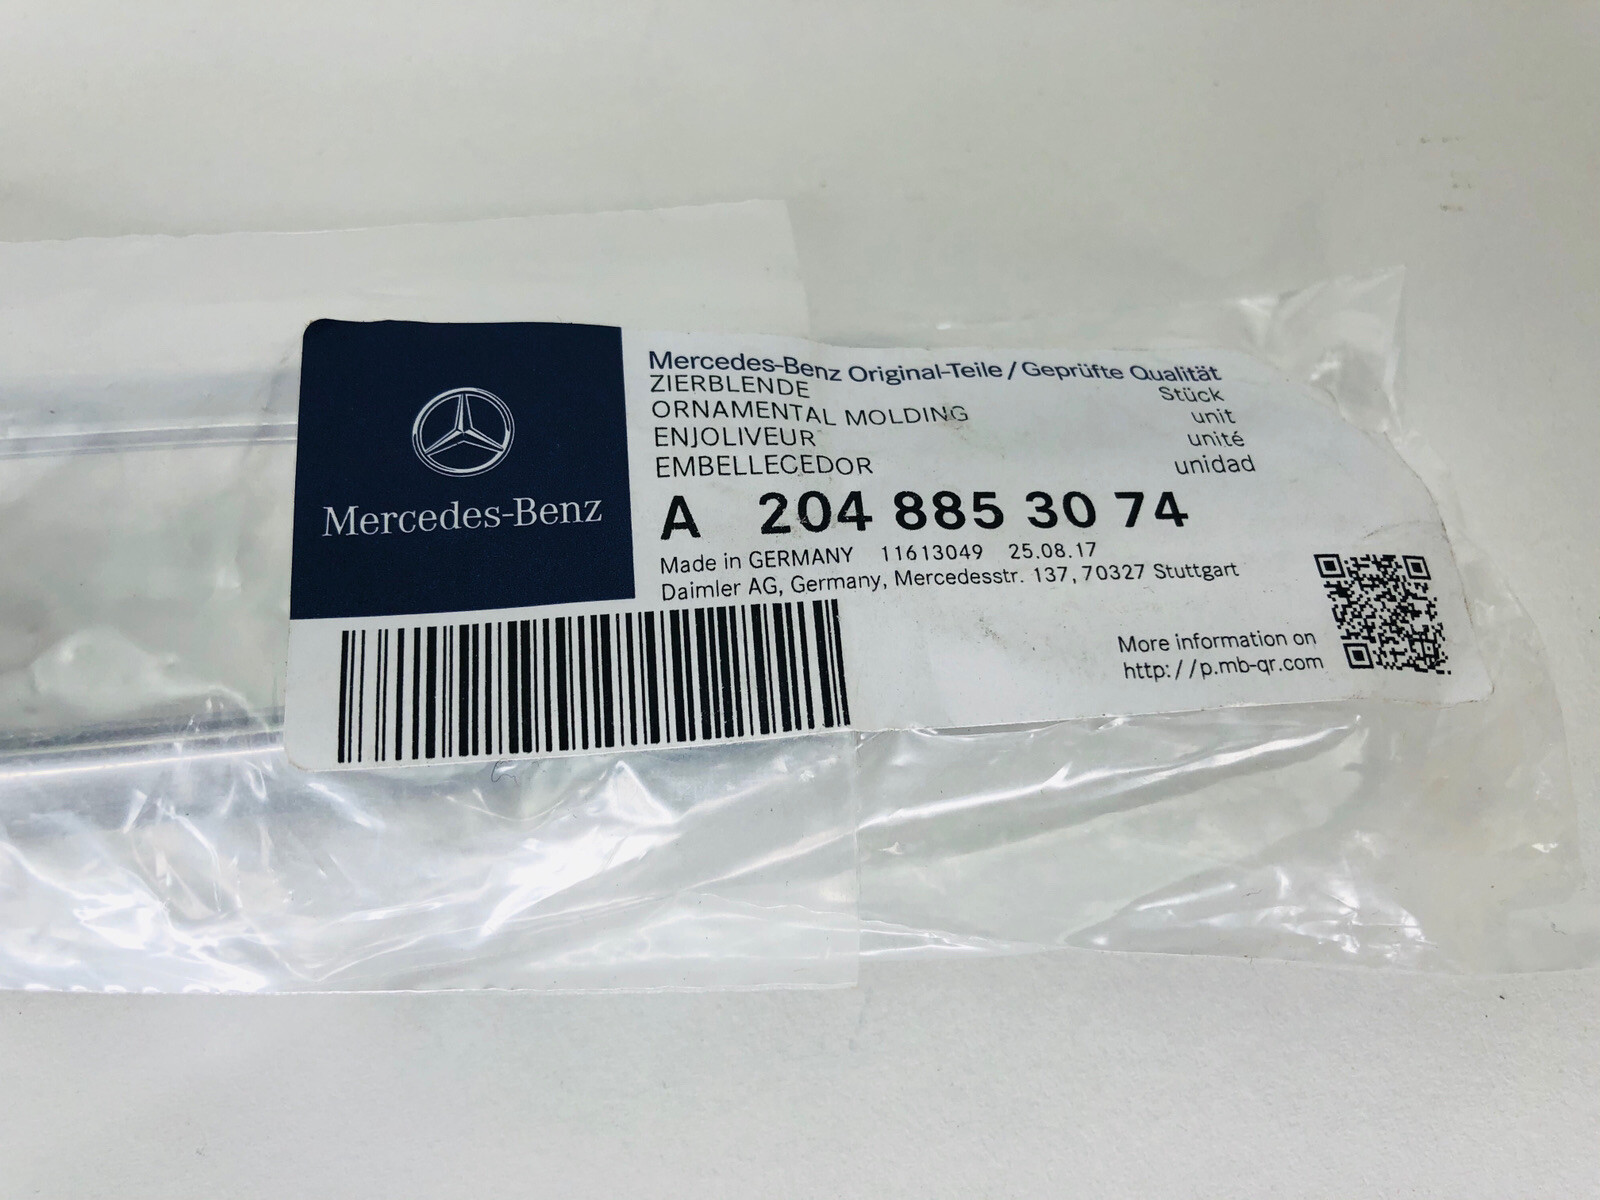 Mercedes-Benz
Mercedes-Benz Original-Teile / Geprüfte Qualität
ZIERBLENDE Stück
ORNAMENTAL MOLDING unit
ENJOLIVEUR unité
EMBELLECEDOR unidad
A 204 885 30 74
Made in GERMANY 11613049 25.08.17
Daimler AG, Germany, Mercedesstr. 137, 70327 Stuttgart
More information on
http://p.mb-qr.com